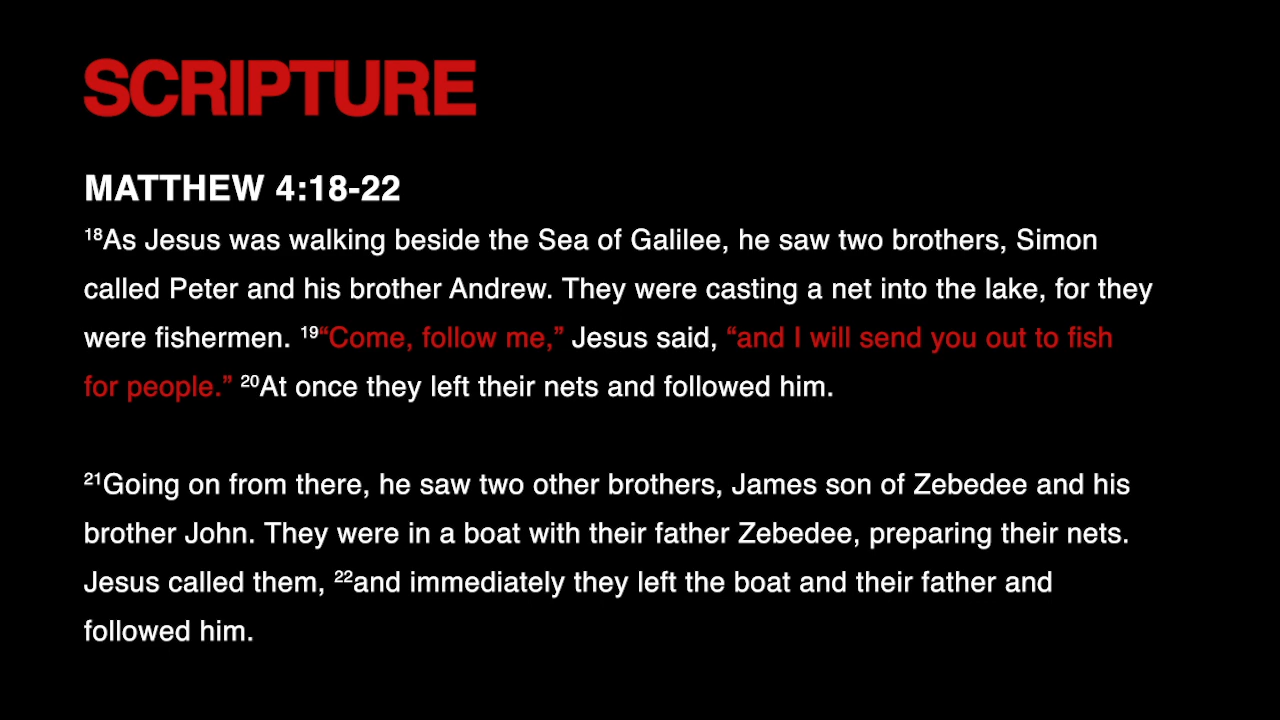 SCRIPTURE
MATTHEW 4:18-22
¹⁸As Jesus was walking beside the Sea of Galilee, he saw two brothers, Simon
called Peter and his brother Andrew. They were casting a net into the lake, for they
were fishermen. ¹⁹“Come, follow me,” Jesus said, “and I will send you out to fish
for people.” ²⁰At once they left their nets and followed him.
²¹Going on from there, he saw two other brothers, James son of Zebedee and his
brother John. They were in a boat with their father Zebedee, preparing their nets.
Jesus called them, ²²and immediately they left the boat and their father and
followed him.